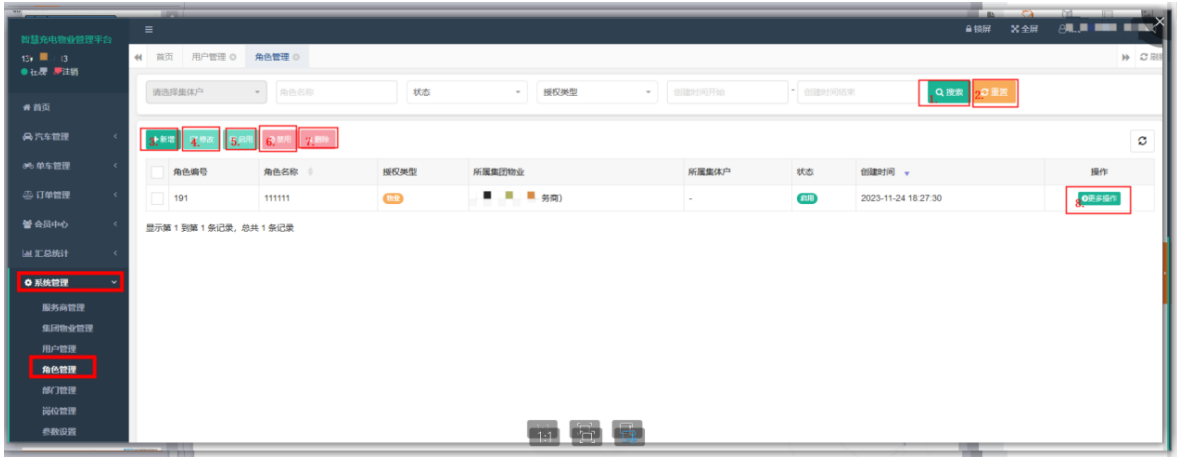 智慧充电物业管理平台
锁屏 全屏
注销
首页 用户管理 角色管理
请选择集体户 角色名称 状态 授权类型 创建时间开始 - 创建时间结束 1. 搜索 2. 重置
首页
汽车管理
3. 新增 4. 修改 5. 启用 6. 禁用 7. 删除
单车管理
角色编号 角色名称 授权类型 所属集团物业 所属集体户 状态 创建时间 操作
订单管理
191 111111 物业 务商) - 启用 2023-11-24 18:27:30 8. 更多操作
会员中心
显示第 1 到第 1 条记录，总共 1 条记录
汇总统计
系统管理
服务商管理
集团物业管理
用户管理
角色管理
部门管理
岗位管理
参数设置
1:1